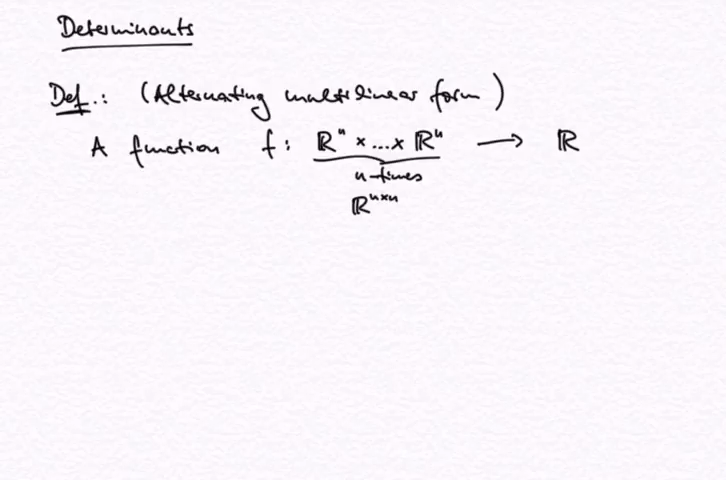 Determinants
Def.: (Alternating multilinear form)
A function f: ℝⁿ × ... × ℝⁿ ⟶ ℝ
n-times
ℝⁿˣⁿ